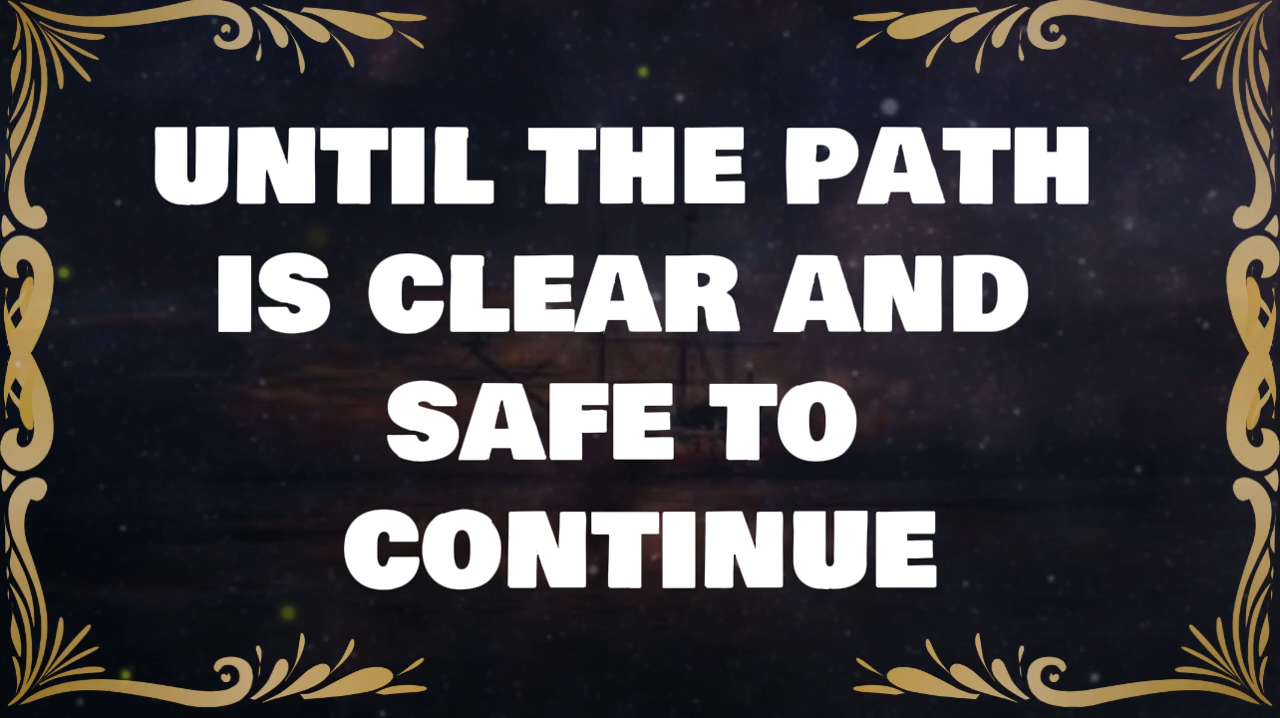 UNTIL THE PATH
IS CLEAR AND
SAFE TO
CONTINUE